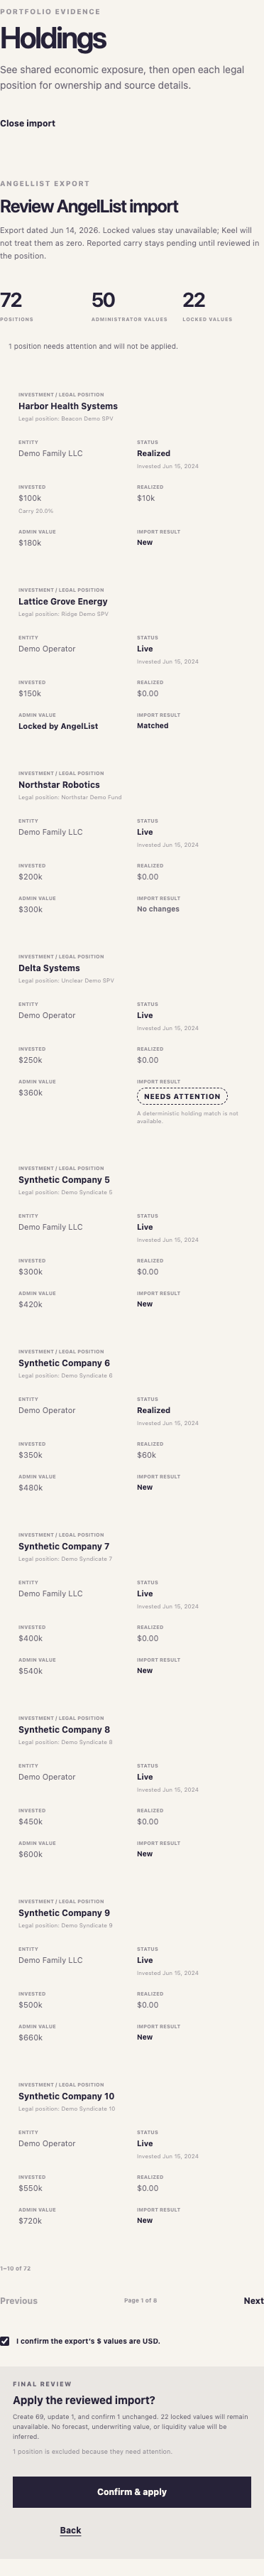 PORTFOLIO EVIDENCE
Holdings
See shared economic exposure, then open each legal
position for ownership and source details.
Close import
ANGELLIST EXPORT
Review AngelList import
Export dated Jun 14, 2026. Locked values stay unavailable; Keel will
not treat them as zero. Reported carry stays pending until reviewed in
the position.
72 50 22
POSITIONS ADMINISTRATOR VALUES LOCKED VALUES
1 position needs attention and will not be applied.
INVESTMENT / LEGAL POSITION
Harbor Health Systems
Legal position: Beacon Demo SPV
ENTITY STATUS
Demo Family LLC Realized
Invested Jun 15, 2024
INVESTED REALIZED
$100k $10k
Carry 20.0%
ADMIN VALUE IMPORT RESULT
$180k New
INVESTMENT / LEGAL POSITION
Lattice Grove Energy
Legal position: Ridge Demo SPV
ENTITY STATUS
Demo Operator Live
Invested Jun 15, 2024
INVESTED REALIZED
$150k $0.00
ADMIN VALUE IMPORT RESULT
Locked by AngelList Matched
INVESTMENT / LEGAL POSITION
Northstar Robotics
Legal position: Northstar Demo Fund
ENTITY STATUS
Demo Family LLC Live
Invested Jun 15, 2024
INVESTED REALIZED
$200k $0.00
ADMIN VALUE IMPORT RESULT
$300k No changes
INVESTMENT / LEGAL POSITION
Delta Systems
Legal position: Unclear Demo SPV
ENTITY STATUS
Demo Operator Live
Invested Jun 15, 2024
INVESTED REALIZED
$250k $0.00
ADMIN VALUE IMPORT RESULT
$360k NEEDS ATTENTION
A deterministic holding match is not
available.
INVESTMENT / LEGAL POSITION
Synthetic Company 5
Legal position: Demo Syndicate 5
ENTITY STATUS
Demo Family LLC Live
Invested Jun 15, 2024
INVESTED REALIZED
$300k $0.00
ADMIN VALUE IMPORT RESULT
$420k New
INVESTMENT / LEGAL POSITION
Synthetic Company 6
Legal position: Demo Syndicate 6
ENTITY STATUS
Demo Operator Realized
Invested Jun 15, 2024
INVESTED REALIZED
$350k $60k
ADMIN VALUE IMPORT RESULT
$480k New
INVESTMENT / LEGAL POSITION
Synthetic Company 7
Legal position: Demo Syndicate 7
ENTITY STATUS
Demo Family LLC Live
Invested Jun 15, 2024
INVESTED REALIZED
$400k $0.00
ADMIN VALUE IMPORT RESULT
$540k New
INVESTMENT / LEGAL POSITION
Synthetic Company 8
Legal position: Demo Syndicate 8
ENTITY STATUS
Demo Operator Live
Invested Jun 15, 2024
INVESTED REALIZED
$450k $0.00
ADMIN VALUE IMPORT RESULT
$600k New
INVESTMENT / LEGAL POSITION
Synthetic Company 9
Legal position: Demo Syndicate 9
ENTITY STATUS
Demo Family LLC Live
Invested Jun 15, 2024
INVESTED REALIZED
$500k $0.00
ADMIN VALUE IMPORT RESULT
$660k New
INVESTMENT / LEGAL POSITION
Synthetic Company 10
Legal position: Demo Syndicate 10
ENTITY STATUS
Demo Operator Live
Invested Jun 15, 2024
INVESTED REALIZED
$550k $0.00
ADMIN VALUE IMPORT RESULT
$720k New
1–10 of 72
Previous Page 1 of 8 Next
I confirm the export's $ values are USD.
FINAL REVIEW
Apply the reviewed import?
Create 69, update 1, and confirm 1 unchanged. 22 locked values will remain
unavailable. No forecast, underwriting value, or liquidity value will be
inferred.
1 position is excluded because they need attention.
Confirm & apply
Back